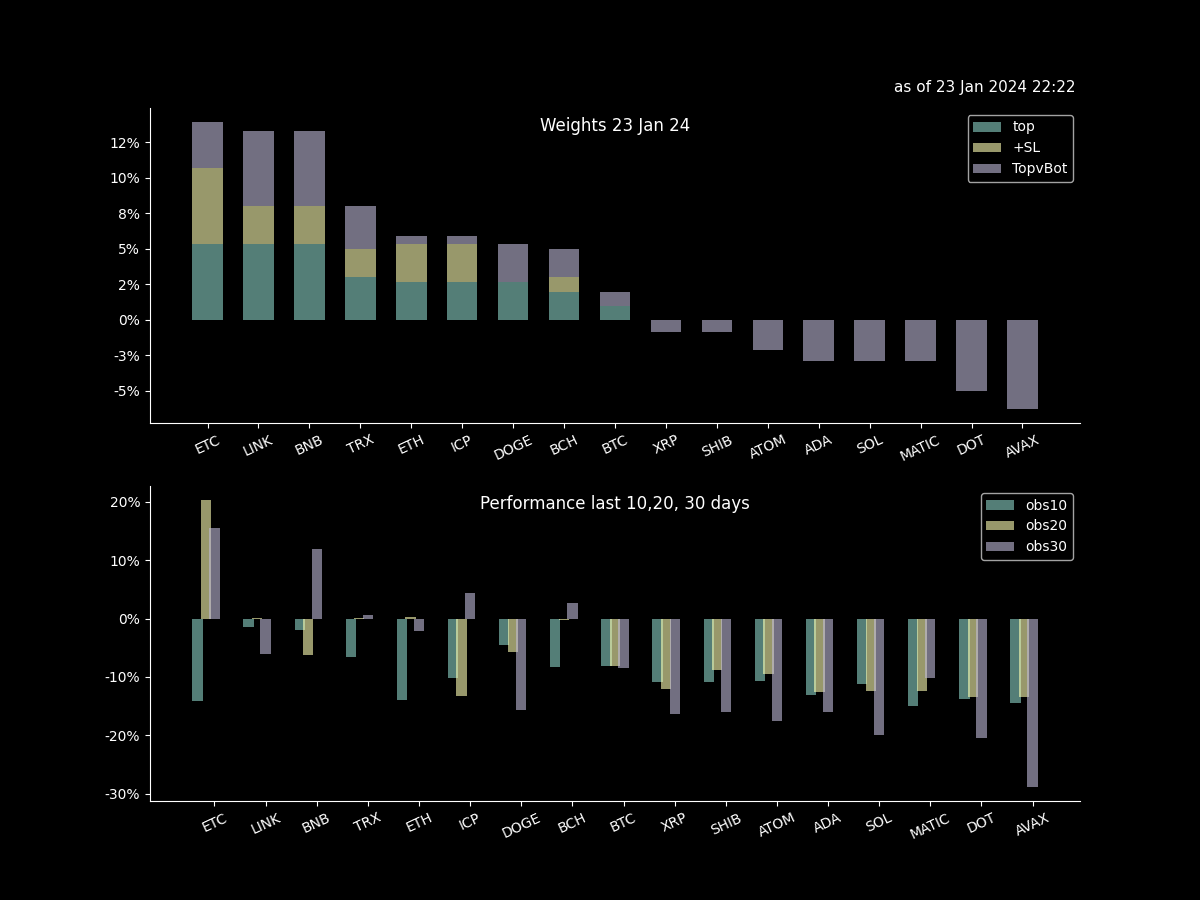 as of 23 Jan 2024 22:22
Weights 23 Jan 24
top
+SL
TopvBot
12%
10%
8%
5%
2%
0%
-3%
-5%
ETC LINK BNB TRX ETH ICP DOGE BCH BTC XRP SHIB ATOM ADA SOL MATIC DOT AVAX
Performance last 10,20, 30 days
obs10
obs20
obs30
20%
10%
0%
-10%
-20%
-30%
ETC LINK BNB TRX ETH ICP DOGE BCH BTC XRP SHIB ATOM ADA SOL MATIC DOT AVAX